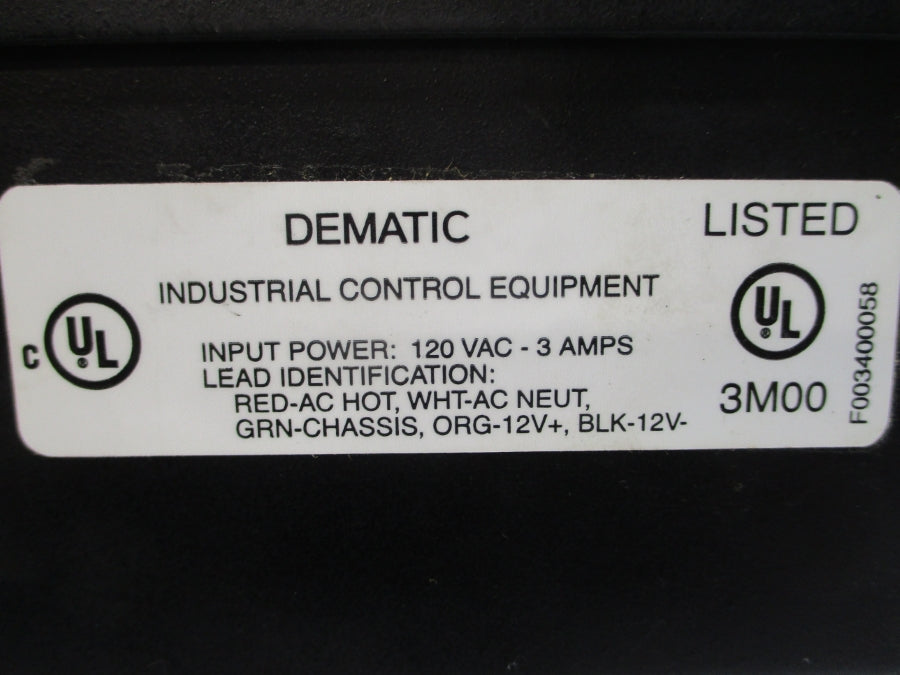 DEMATIC
LISTED
INDUSTRIAL CONTROL EQUIPMENT
C UL ®
UL ®
INPUT POWER: 120 VAC - 3 AMPS
LEAD IDENTIFICATION:
RED-AC HOT, WHT-AC NEUT,
GRN-CHASSIS, ORG-12V+, BLK-12V-
3M00
F003400058